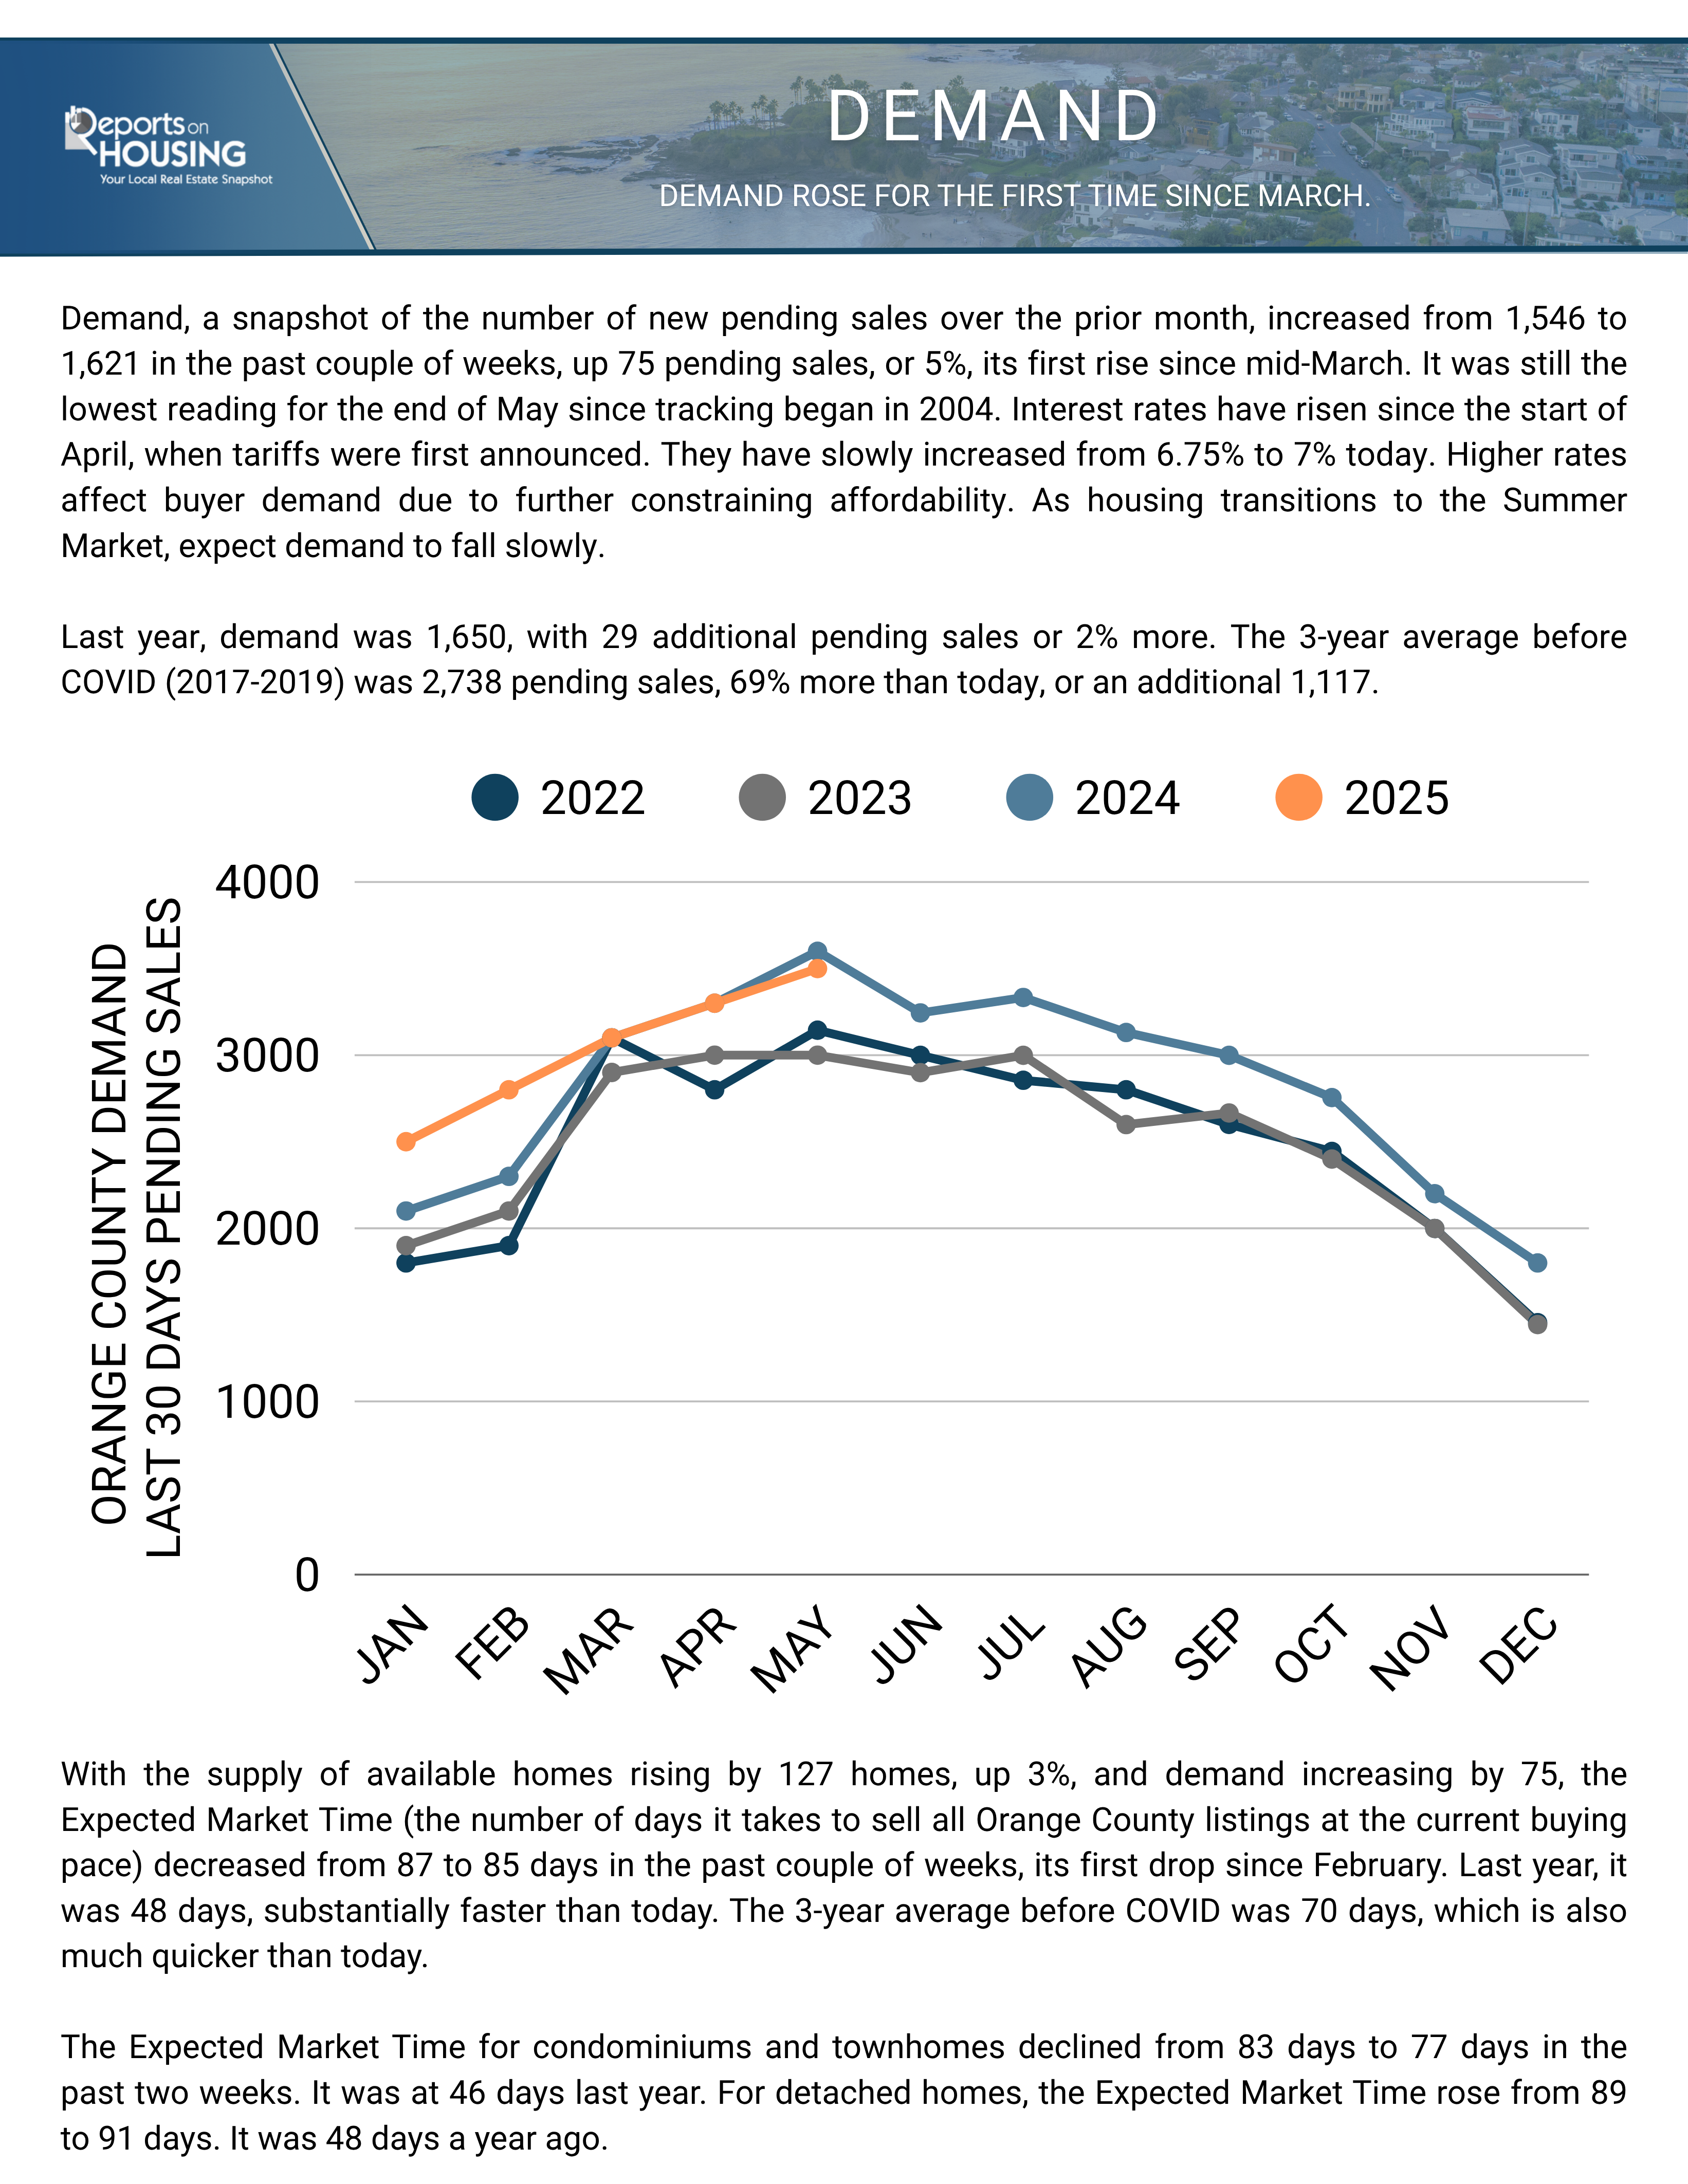 Reports on
HOUSING
Your Local Real Estate Snapshot
DEMAND
DEMAND ROSE FOR THE FIRST TIME SINCE MARCH.
Demand, a snapshot of the number of new pending sales over the prior month, increased from 1,546 to
1,621 in the past couple of weeks, up 75 pending sales, or 5%, its first rise since mid-March. It was still the
lowest reading for the end of May since tracking began in 2004. Interest rates have risen since the start of
April, when tariffs were first announced. They have slowly increased from 6.75% to 7% today. Higher rates
affect buyer demand due to further constraining affordability. As housing transitions to the Summer
Market, expect demand to fall slowly.
Last year, demand was 1,650, with 29 additional pending sales or 2% more. The 3-year average before
COVID (2017-2019) was 2,738 pending sales, 69% more than today, or an additional 1,117.
2022 2023 2024 2025
ORANGE COUNTY DEMAND
LAST 30 DAYS PENDING SALES
4000
3000
2000
1000
0
JAN FEB MAR APR MAY JUN JUL AUG SEP OCT NOV DEC
With the supply of available homes rising by 127 homes, up 3%, and demand increasing by 75, the
Expected Market Time (the number of days it takes to sell all Orange County listings at the current buying
pace) decreased from 87 to 85 days in the past couple of weeks, its first drop since February. Last year, it
was 48 days, substantially faster than today. The 3-year average before COVID was 70 days, which is also
much quicker than today.
The Expected Market Time for condominiums and townhomes declined from 83 days to 77 days in the
past two weeks. It was at 46 days last year. For detached homes, the Expected Market Time rose from 89
to 91 days. It was 48 days a year ago.